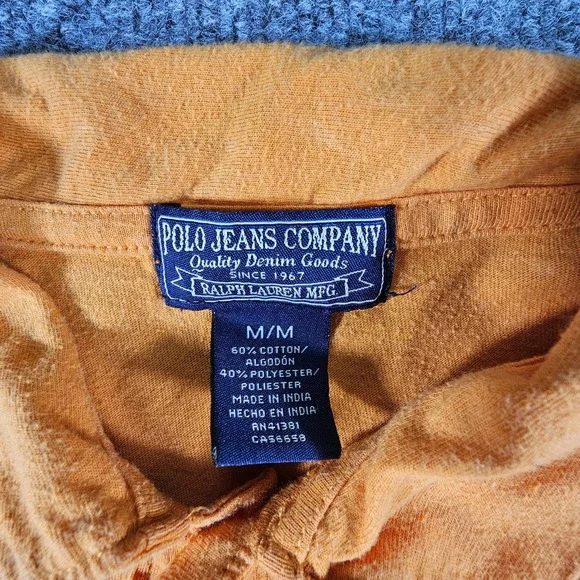 POLO JEANS COMPANY
Quality Denim Goods
SINCE 1967
RALPH LAUREN MFG.
M/M
60% COTTON/
ALGODÓN
40% POLYESTER/
POLIESTER
MADE IN INDIA
HECHO EN INDIA
RN41381
CA56659